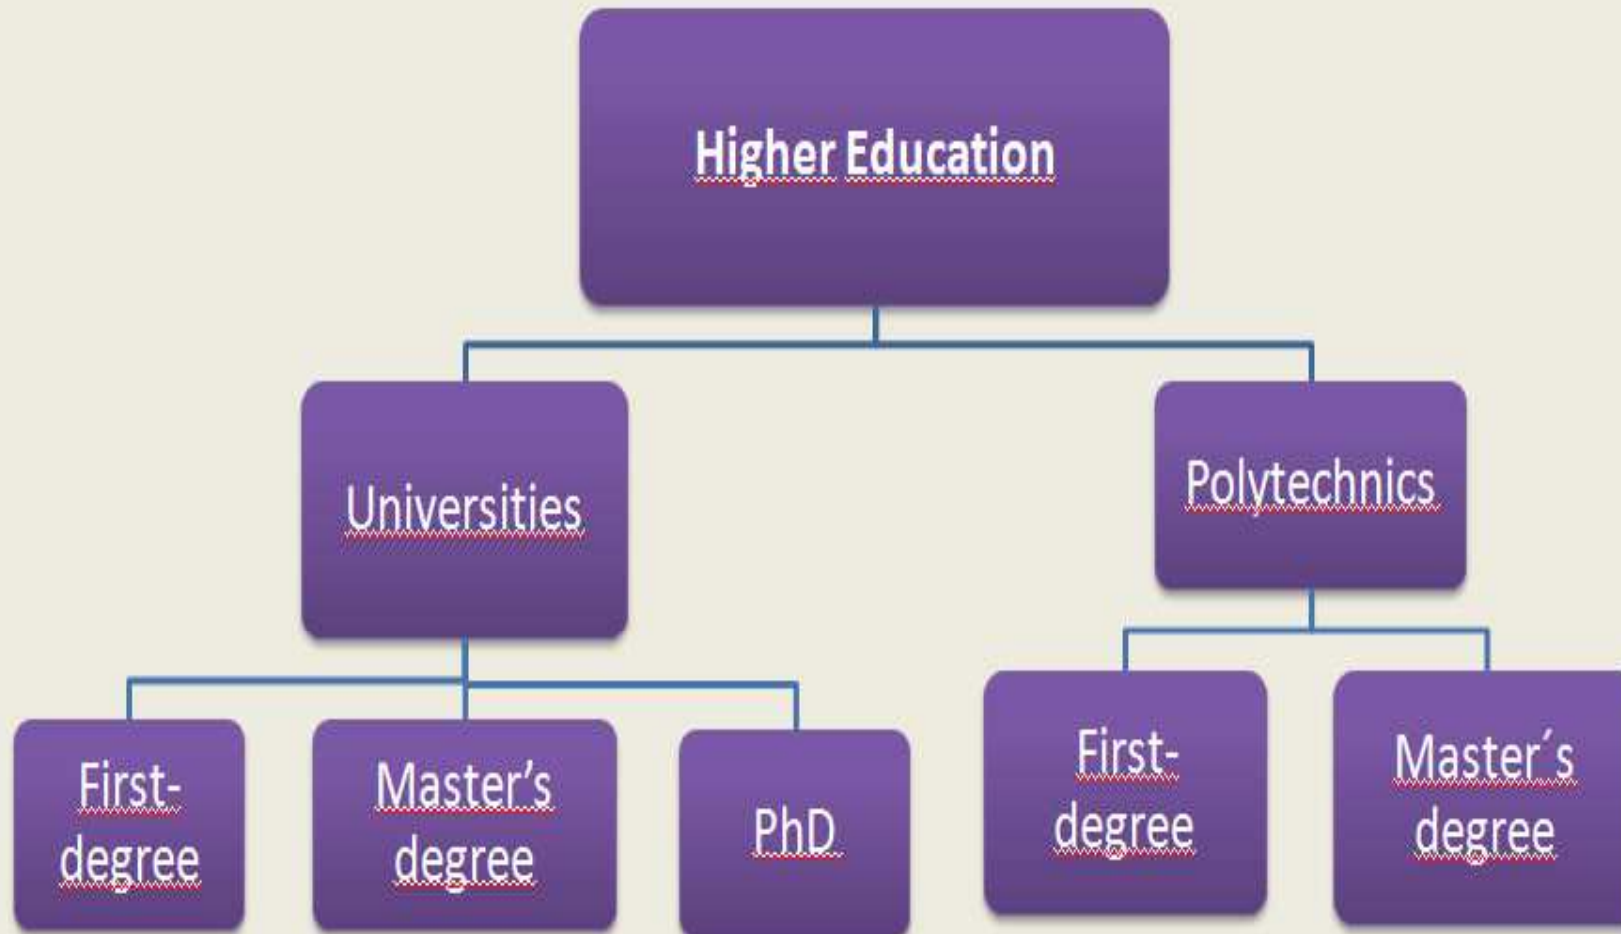 Higher Education
Universities
Polytechnics
First-
degree
Master’s
degree
PhD
First-
degree
Master´s
degree